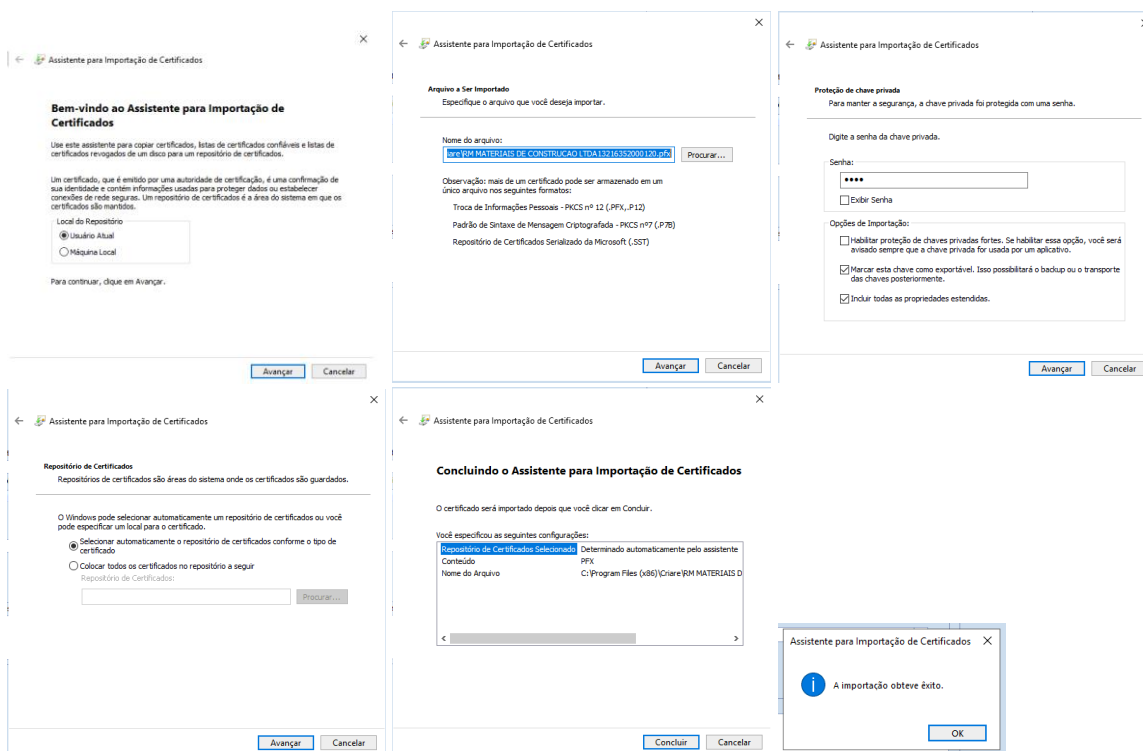 Assistente para Importação de Certificados
Bem-vindo ao Assistente para Importação de
Certificados
Use este assistente para copiar certificados, listas de certificados confiáveis e listas de
certificados revogados de um disco para um repositório de certificados.
Um certificado, que é emitido por uma autoridade de certificação, é uma confirmação de
sua identidade e contém informações usadas para proteger dados ou estabelecer
conexões de rede seguras. Um repositório de certificados é a área do sistema em que os
certificados são mantidos.
Local do Repositório
Usuário Atual
Máquina Local
Para continuar, clique em Avançar.
Avançar
Cancelar
Assistente para Importação de Certificados
Arquivo a Ser Importado
Especifique o arquivo que você deseja importar.
Nome do arquivo:
iare\RM MATERIAIS DE CONSTRUCAO LTDA13216352000120.pfx
Procurar...
Observação: mais de um certificado pode ser armazenado em um
único arquivo nos seguintes formatos:
Troca de Informações Pessoais - PKCS nº 12 (.PFX,.P12)
Padrão de Sintaxe de Mensagem Criptografada - PKCS nº7 (.P7B)
Repositório de Certificados Serializado da Microsoft (.SST)
Avançar
Cancelar
Assistente para Importação de Certificados
Proteção de chave privada
Para manter a segurança, a chave privada foi protegida com uma senha.
Digite a senha da chave privada.
Senha:
••••
Exibir Senha
Opções de Importação:
Habilitar proteção de chaves privadas fortes. Se habilitar essa opção, você será
avisado sempre que a chave privada for usada por um aplicativo.
Marcar esta chave como exportável. Isso possibilitará o backup ou o transporte
das chaves posteriormente.
Incluir todas as propriedades estendidas.
Avançar
Cancelar
Assistente para Importação de Certificados
Repositório de Certificados
Repositórios de certificados são áreas do sistema onde os certificados são guardados.
O Windows pode selecionar automaticamente um repositório de certificados ou você
pode especificar um local para o certificado.
Selecionar automaticamente o repositório de certificados conforme o tipo de
certificado
Colocar todos os certificados no repositório a seguir
Repositório de Certificados:
Procurar...
Avançar
Cancelar
Assistente para Importação de Certificados
Concluindo o Assistente para Importação de Certificados
O certificado será importado depois que você clicar em Concluir.
Você especificou as seguintes configurações:
Repositório de Certificados Selecionado Determinado automaticamente pelo assistente
Conteúdo PFX
Nome do Arquivo C:\Program Files (x86)\Criare\RM MATERIAIS D
Concluir
Cancelar
Assistente para Importação de Certificados
A importação obteve êxito.
OK